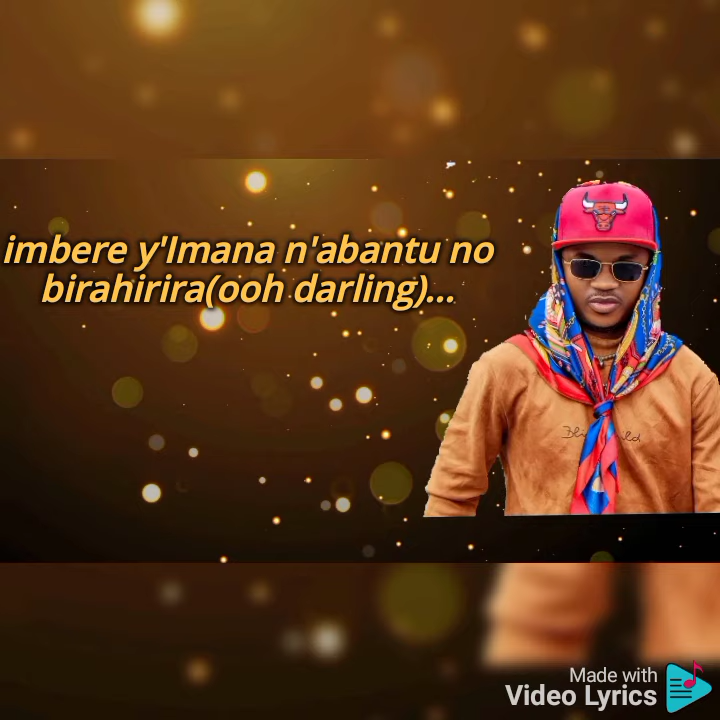 imbere y'Imana n'abantu no
birahirira(ooh darling)...
Made with
Video Lyrics